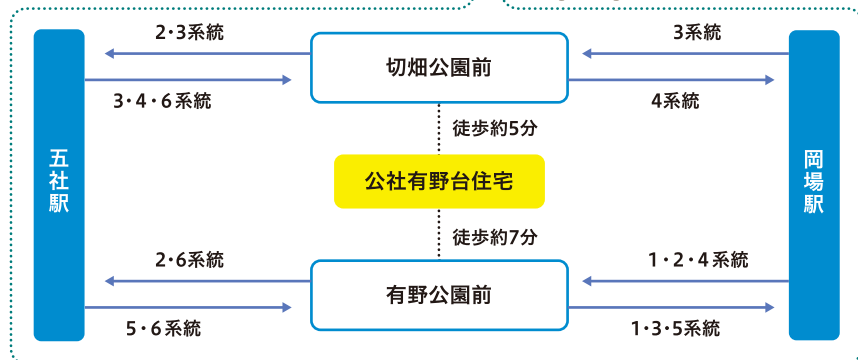 2・3系統
3系統
切畑公園前
3・4・6系統
4系統
徒歩約5分
五社駅
公社有野台住宅
岡場駅
徒歩約7分
2・6系統
1・2・4系統
有野公園前
5・6系統
1・3・5系統